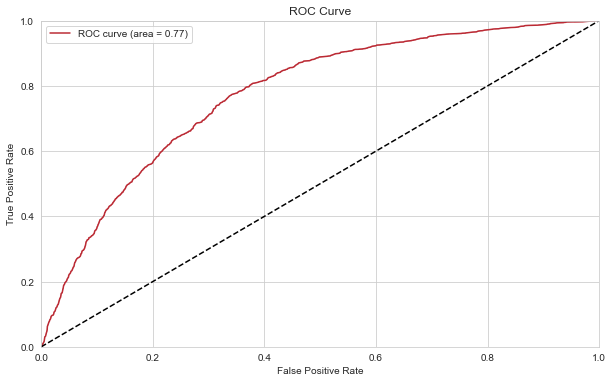 ROC Curve
ROC curve (area = 0.77)
1.0
0.8
0.6
0.4
0.2
0.0
True Positive Rate
0.0 0.2 0.4 0.6 0.8 1.0
False Positive Rate